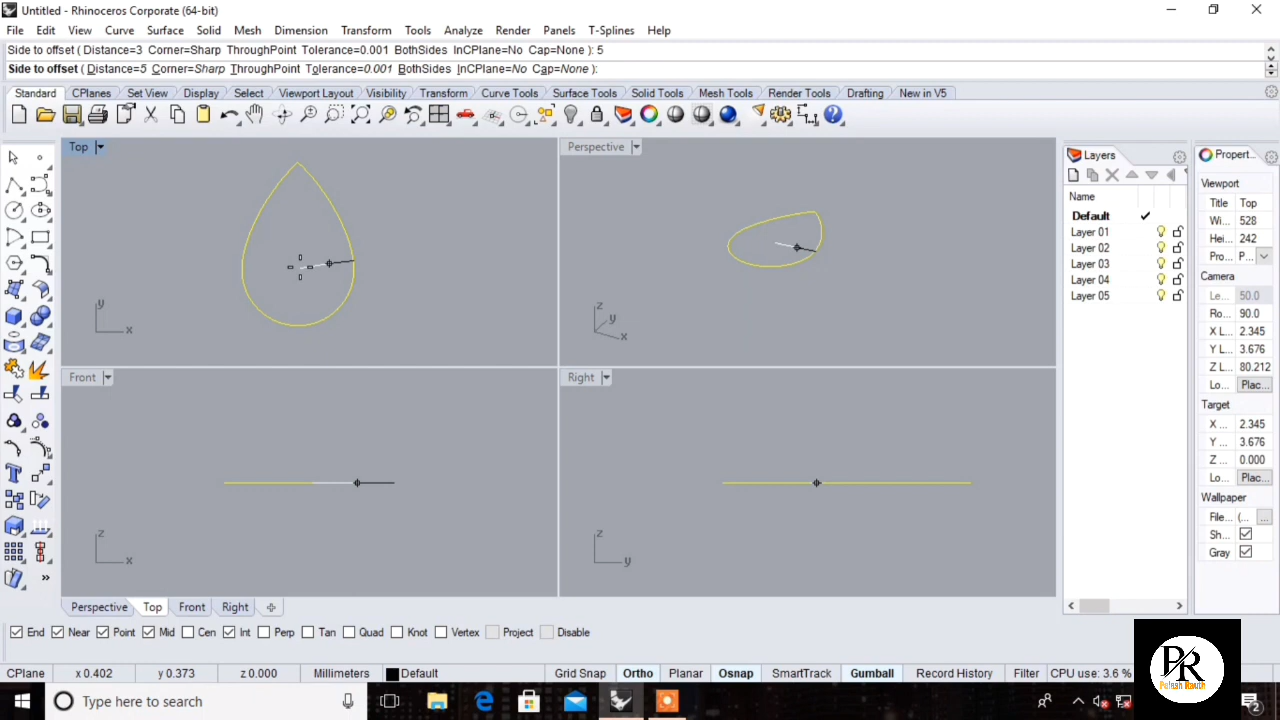 Untitled - Rhinoceros Corporate (64-bit)
File Edit View Curve Surface Solid Mesh Dimension Transform Tools Analyze Render Panels T-Splines Help
Side to offset ( Distance=3 Corner=Sharp ThroughPoint Tolerance=0.001 BothSides InCPlane=No Cap=None ): 5
Side to offset ( Distance=5 Corner=Sharp ThroughPoint Tolerance=0.001 BothSides InCPlane=No Cap=None ):
Standard CPlanes Set View Display Select Viewport Layout Visibility Transform Curve Tools Surface Tools Solid Tools Mesh Tools Render Tools Drafting New in V5
Top
Perspective
Layers
Propert...
Name
Default
Layer 01
Layer 02
Layer 03
Layer 04
Layer 05
Viewport
Title Top
Wi... 528
Hei... 242
Pro... P...
Camera
Le... 50.0
Ro... 90.0
X L... 2.345
Y L... 3.676
Z L... 80.212
Lo... Plac...
Target
X ... 2.345
Y ... 3.676
Z ... 0.000
Lo... Plac...
Wallpaper
File... (... ...
Sh...
Gray
y
x
z
y
x
Front
Right
z
x
z
y
Perspective Top Front Right
End Near Point Mid Cen Int Perp Tan Quad Knot Vertex Project Disable
CPlane x 0.402 y 0.373 z 0.000 Millimeters Default Grid Snap Ortho Planar Osnap SmartTrack Gumball Record History Filter CPU use: 3.6 %
Type here to search
2
PR
Palash Rauth